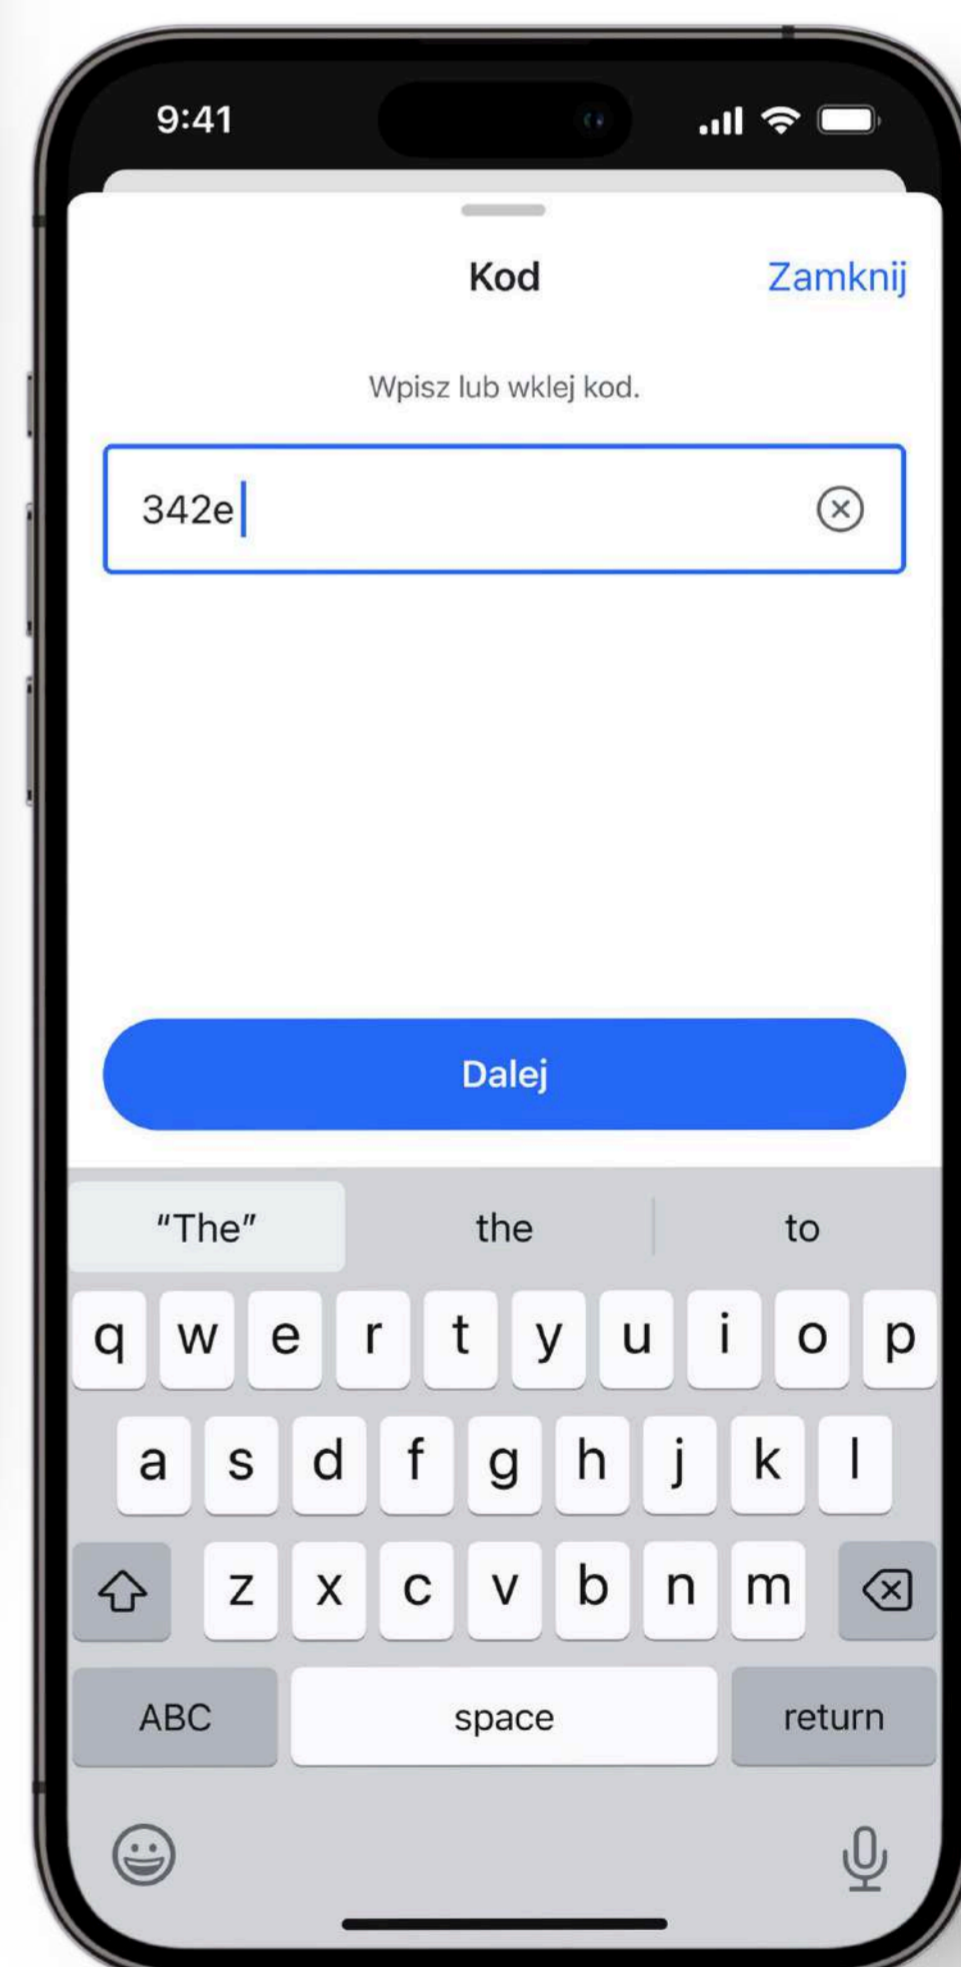 9:41
Kod Zamknij
Wpisz lub wklej kod.
342e
Dalej
“The” the to
q w e r t y u i o p
a s d f g h j k l
z x c v b n m
ABC space return